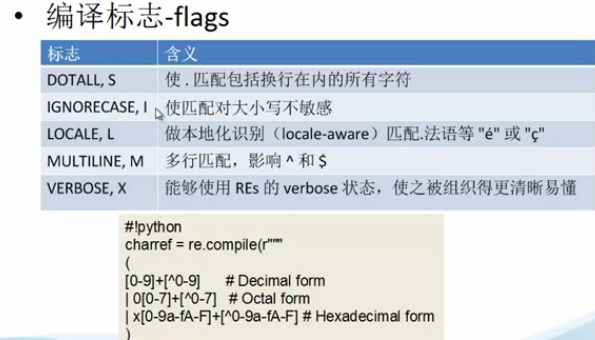 • 编译标志-flags
标志 含义
DOTALL, S 使 . 匹配包括换行在内的所有字符
IGNORECASE, I 使匹配对大小写不敏感
LOCALE, L 做本地化识别（locale-aware）匹配.法语等 "é" 或 "ç"
MULTILINE, M 多行匹配，影响 ^ 和 $
VERBOSE, X 能够使用 REs 的 verbose 状态，使之被组织得更清晰易懂
#!python
charref = re.compile(r"""
(
[0-9]+[^0-9] # Decimal form
| 0[0-7]+[^0-7] # Octal form
| x[0-9a-fA-F]+[^0-9a-fA-F] # Hexadecimal form
)